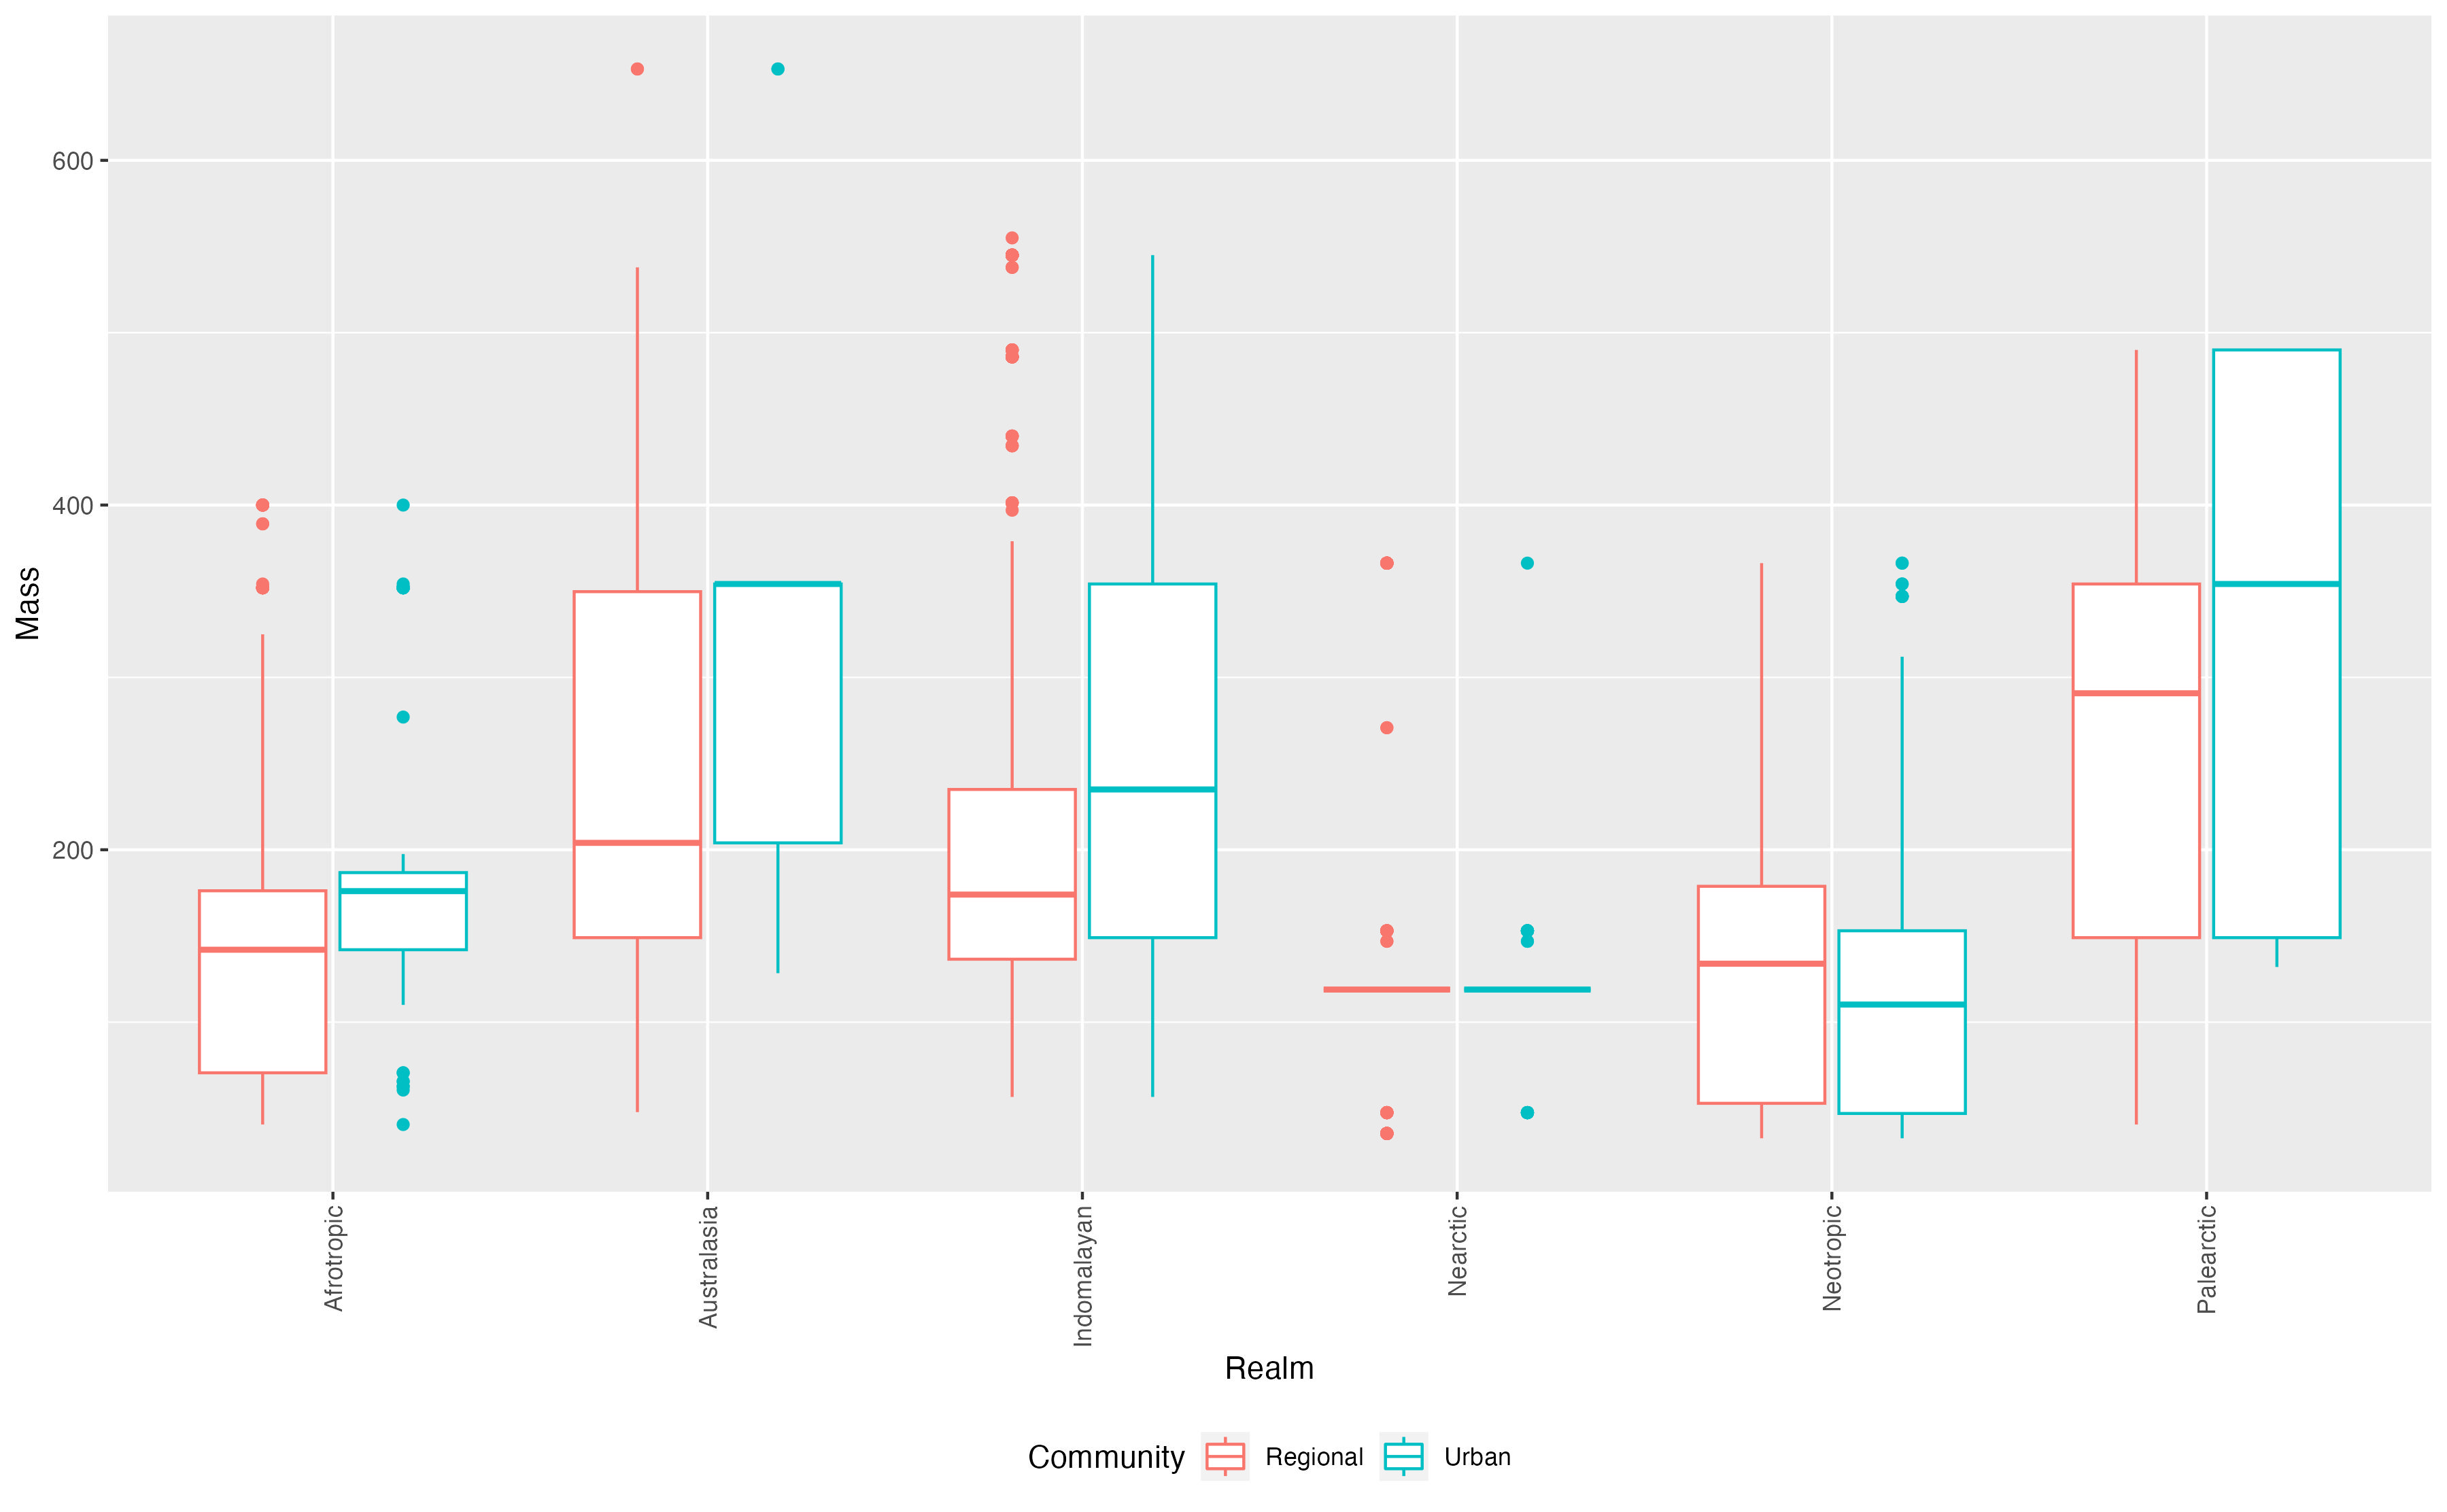 Mass
600
400
200
Afrotropic
Australasia
Indomalayan
Nearctic
Neotropic
Palearctic
Realm
Community Regional Urban